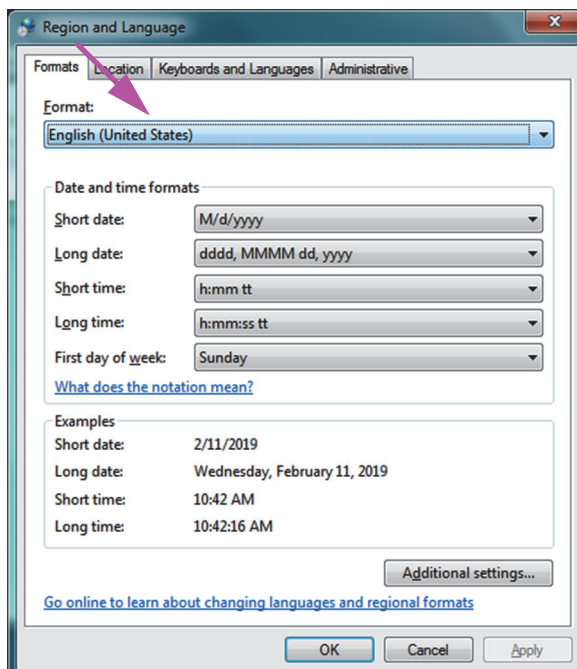 Region and Language
Formats Location Keyboards and Languages Administrative
Format:
English (United States)
Date and time formats
Short date: M/d/yyyy
Long date: dddd, MMMM dd, yyyy
Short time: h:mm tt
Long time: h:mm:ss tt
First day of week: Sunday
What does the notation mean?
Examples
Short date: 2/11/2019
Long date: Wednesday, February 11, 2019
Short time: 10:42 AM
Long time: 10:42:16 AM
Additional settings...
Go online to learn about changing languages and regional formats
OK Cancel Apply